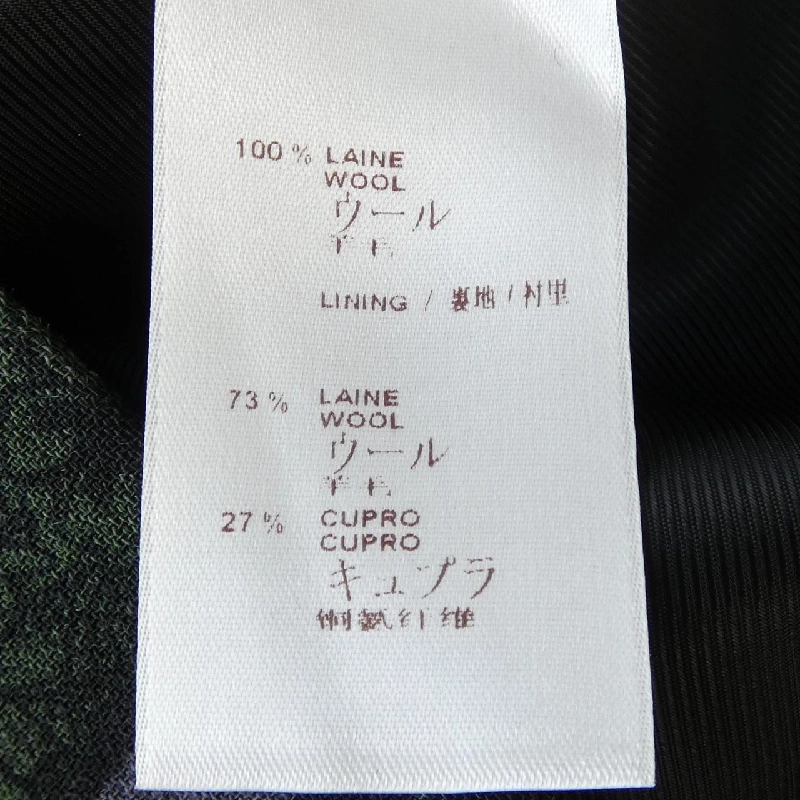 100 % LAINE
WOOL
ウール
羊毛
LINING / 裏地 / 衬里
73 % LAINE
WOOL
ウール
羊毛
27 % CUPRO
CUPRO
キュプラ
铜氨纤维